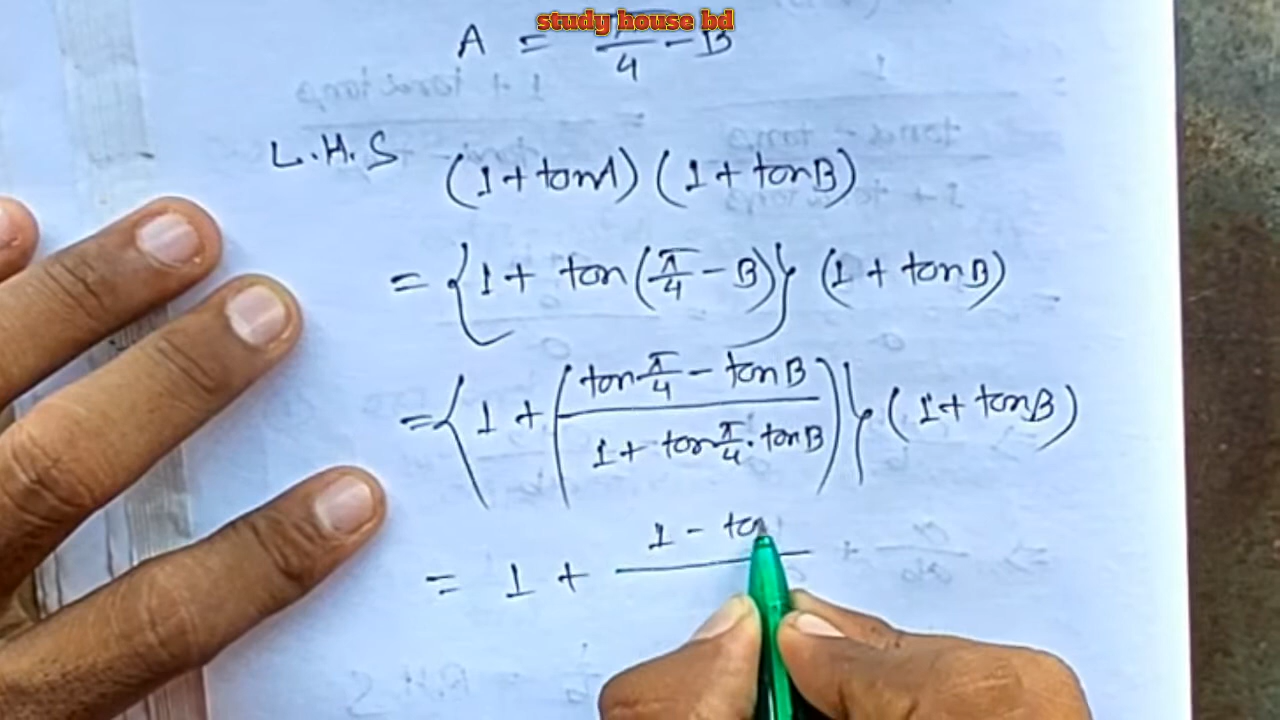 study house bd
A = π/4 - B
L.H.S (1 + tanA) (1 + tanB)
= {1 + tan(π/4 - B)} (1 + tanB)
= {1 + (tan π/4 - tanB / 1 + tan π/4 . tanB)} (1 + tanB)
= 1 + 1 - ta